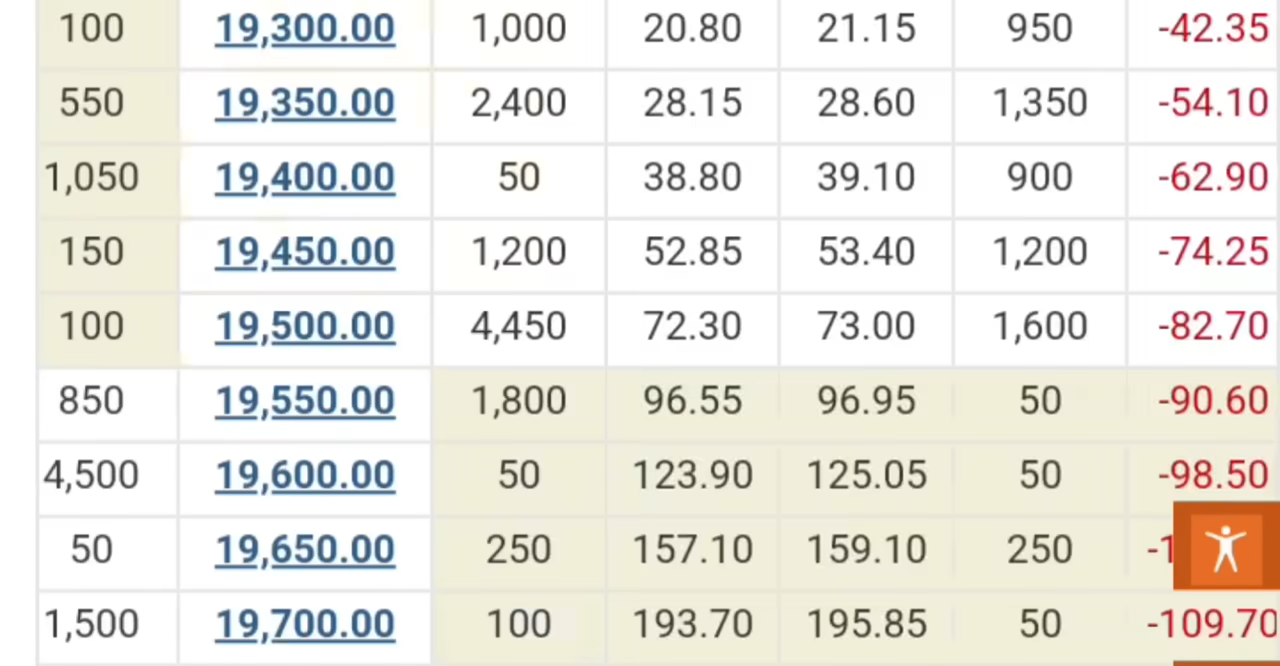 100 19,300.00 1,000 20.80 21.15 950 -42.35
550 19,350.00 2,400 28.15 28.60 1,350 -54.10
1,050 19,400.00 50 38.80 39.10 900 -62.90
150 19,450.00 1,200 52.85 53.40 1,200 -74.25
100 19,500.00 4,450 72.30 73.00 1,600 -82.70
850 19,550.00 1,800 96.55 96.95 50 -90.60
4,500 19,600.00 50 123.90 125.05 50 -98.50
50 19,650.00 250 157.10 159.10 250
1,500 19,700.00 100 193.70 195.85 50 -109.70